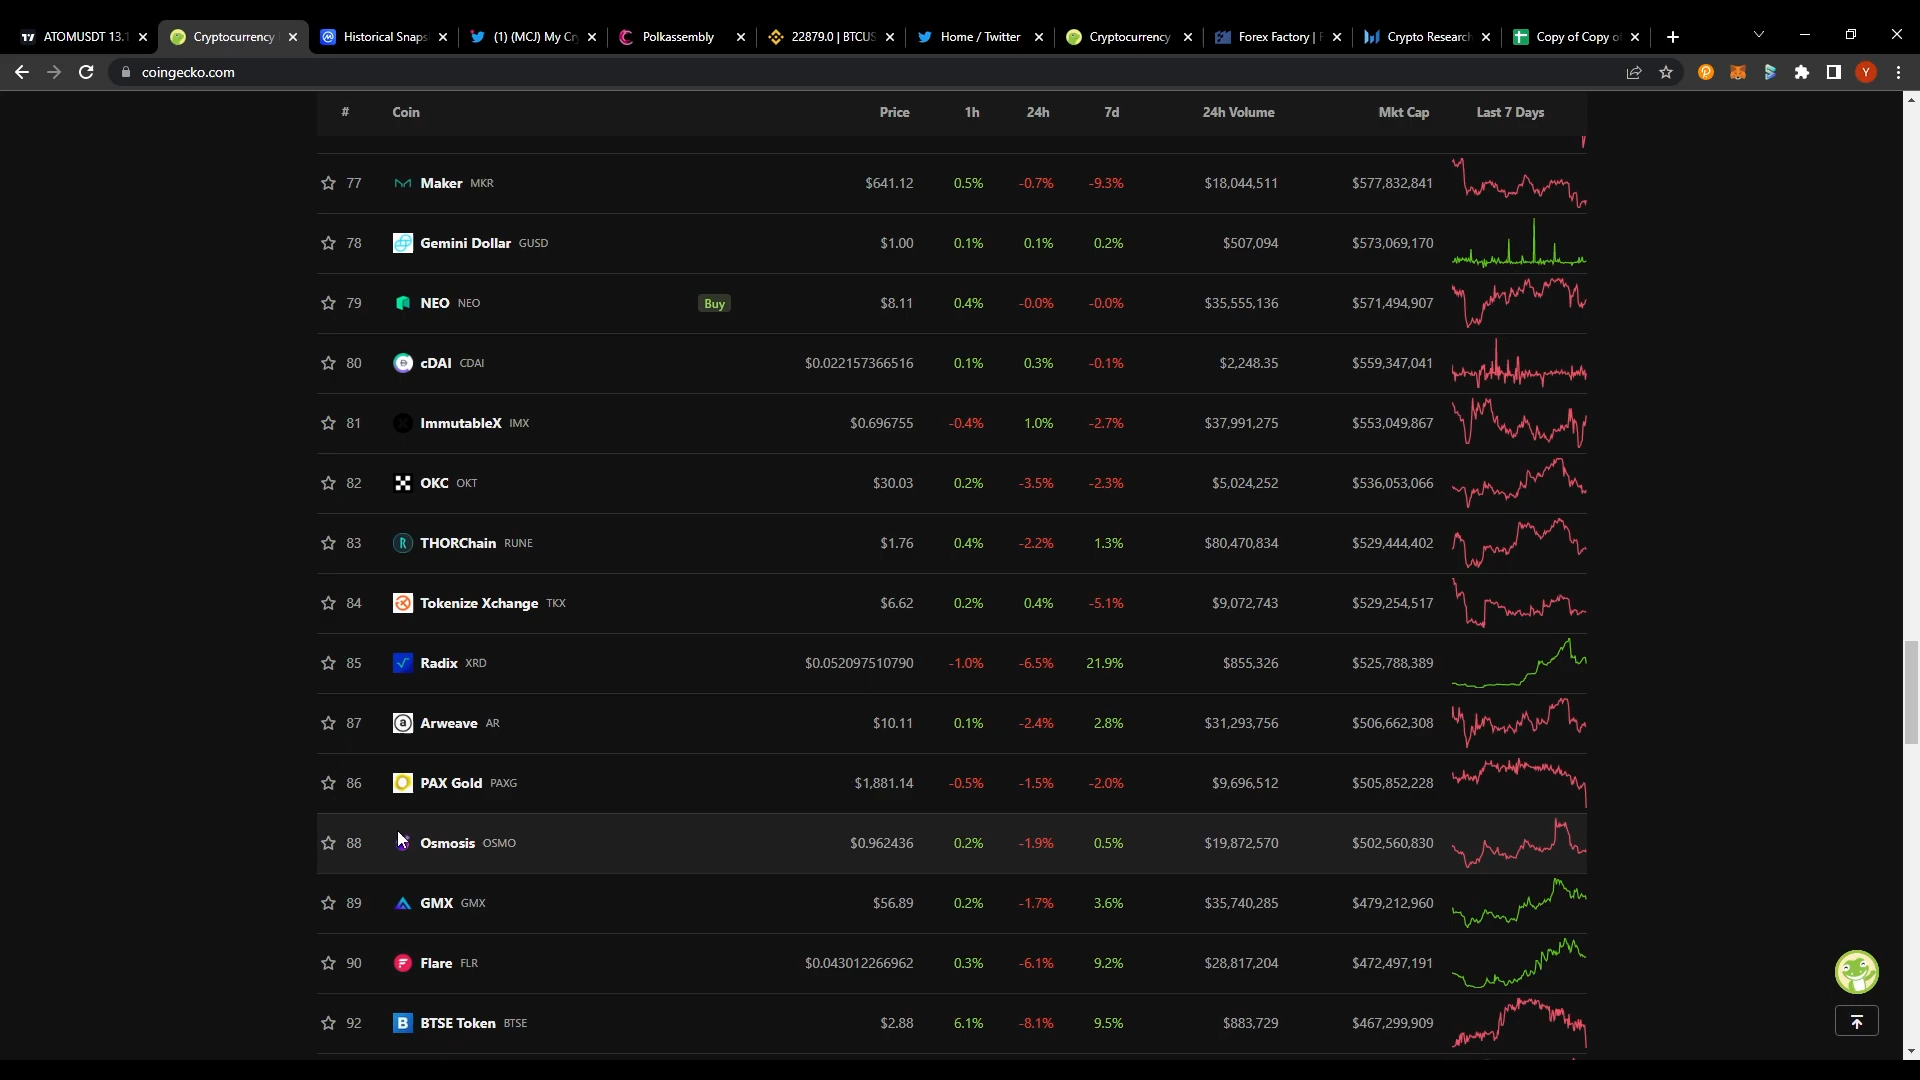 ATOMUSDT 13.1
Cryptocurrency
Historical Snaps
(1) (MCJ) My Cr
Polkassembly
22879.0 | BTCUS
Home / Twitter
Cryptocurrency
Forex Factory | F
Crypto Research
Copy of Copy o
coingecko.com
Y
# Coin Price 1h 24h 7d 24h Volume Mkt Cap Last 7 Days
77 Maker MKR $641.12 0.5% -0.7% -9.3% $18,044,511 $577,832,841
78 Gemini Dollar GUSD $1.00 0.1% 0.1% 0.2% $507,094 $573,069,170
79 NEO NEO Buy $8.11 0.4% -0.0% -0.0% $35,555,136 $571,494,907
80 cDAI CDAI $0.022157366516 0.1% 0.3% -0.1% $2,248.35 $559,347,041
81 ImmutableX IMX $0.696755 -0.4% 1.0% -2.7% $37,991,275 $553,049,867
82 OKC OKT $30.03 0.2% -3.5% -2.3% $5,024,252 $536,053,066
83 THORChain RUNE $1.76 0.4% -2.2% 1.3% $80,470,834 $529,444,402
84 Tokenize Xchange TKX $6.62 0.2% 0.4% -5.1% $9,072,743 $529,254,517
85 Radix XRD $0.052097510790 -1.0% -6.5% 21.9% $855,326 $525,788,389
87 Arweave AR $10.11 0.1% -2.4% 2.8% $31,293,756 $506,662,308
86 PAX Gold PAXG $1,881.14 -0.5% -1.5% -2.0% $9,696,512 $505,852,228
88 Osmosis OSMO $0.962436 0.2% -1.9% 0.5% $19,872,570 $502,560,830
89 GMX GMX $56.89 0.2% -1.7% 3.6% $35,740,285 $479,212,960
90 Flare FLR $0.043012266962 0.3% -6.1% 9.2% $28,817,204 $472,497,191
92 BTSE Token BTSE $2.88 6.1% -8.1% 9.5% $883,729 $467,299,909